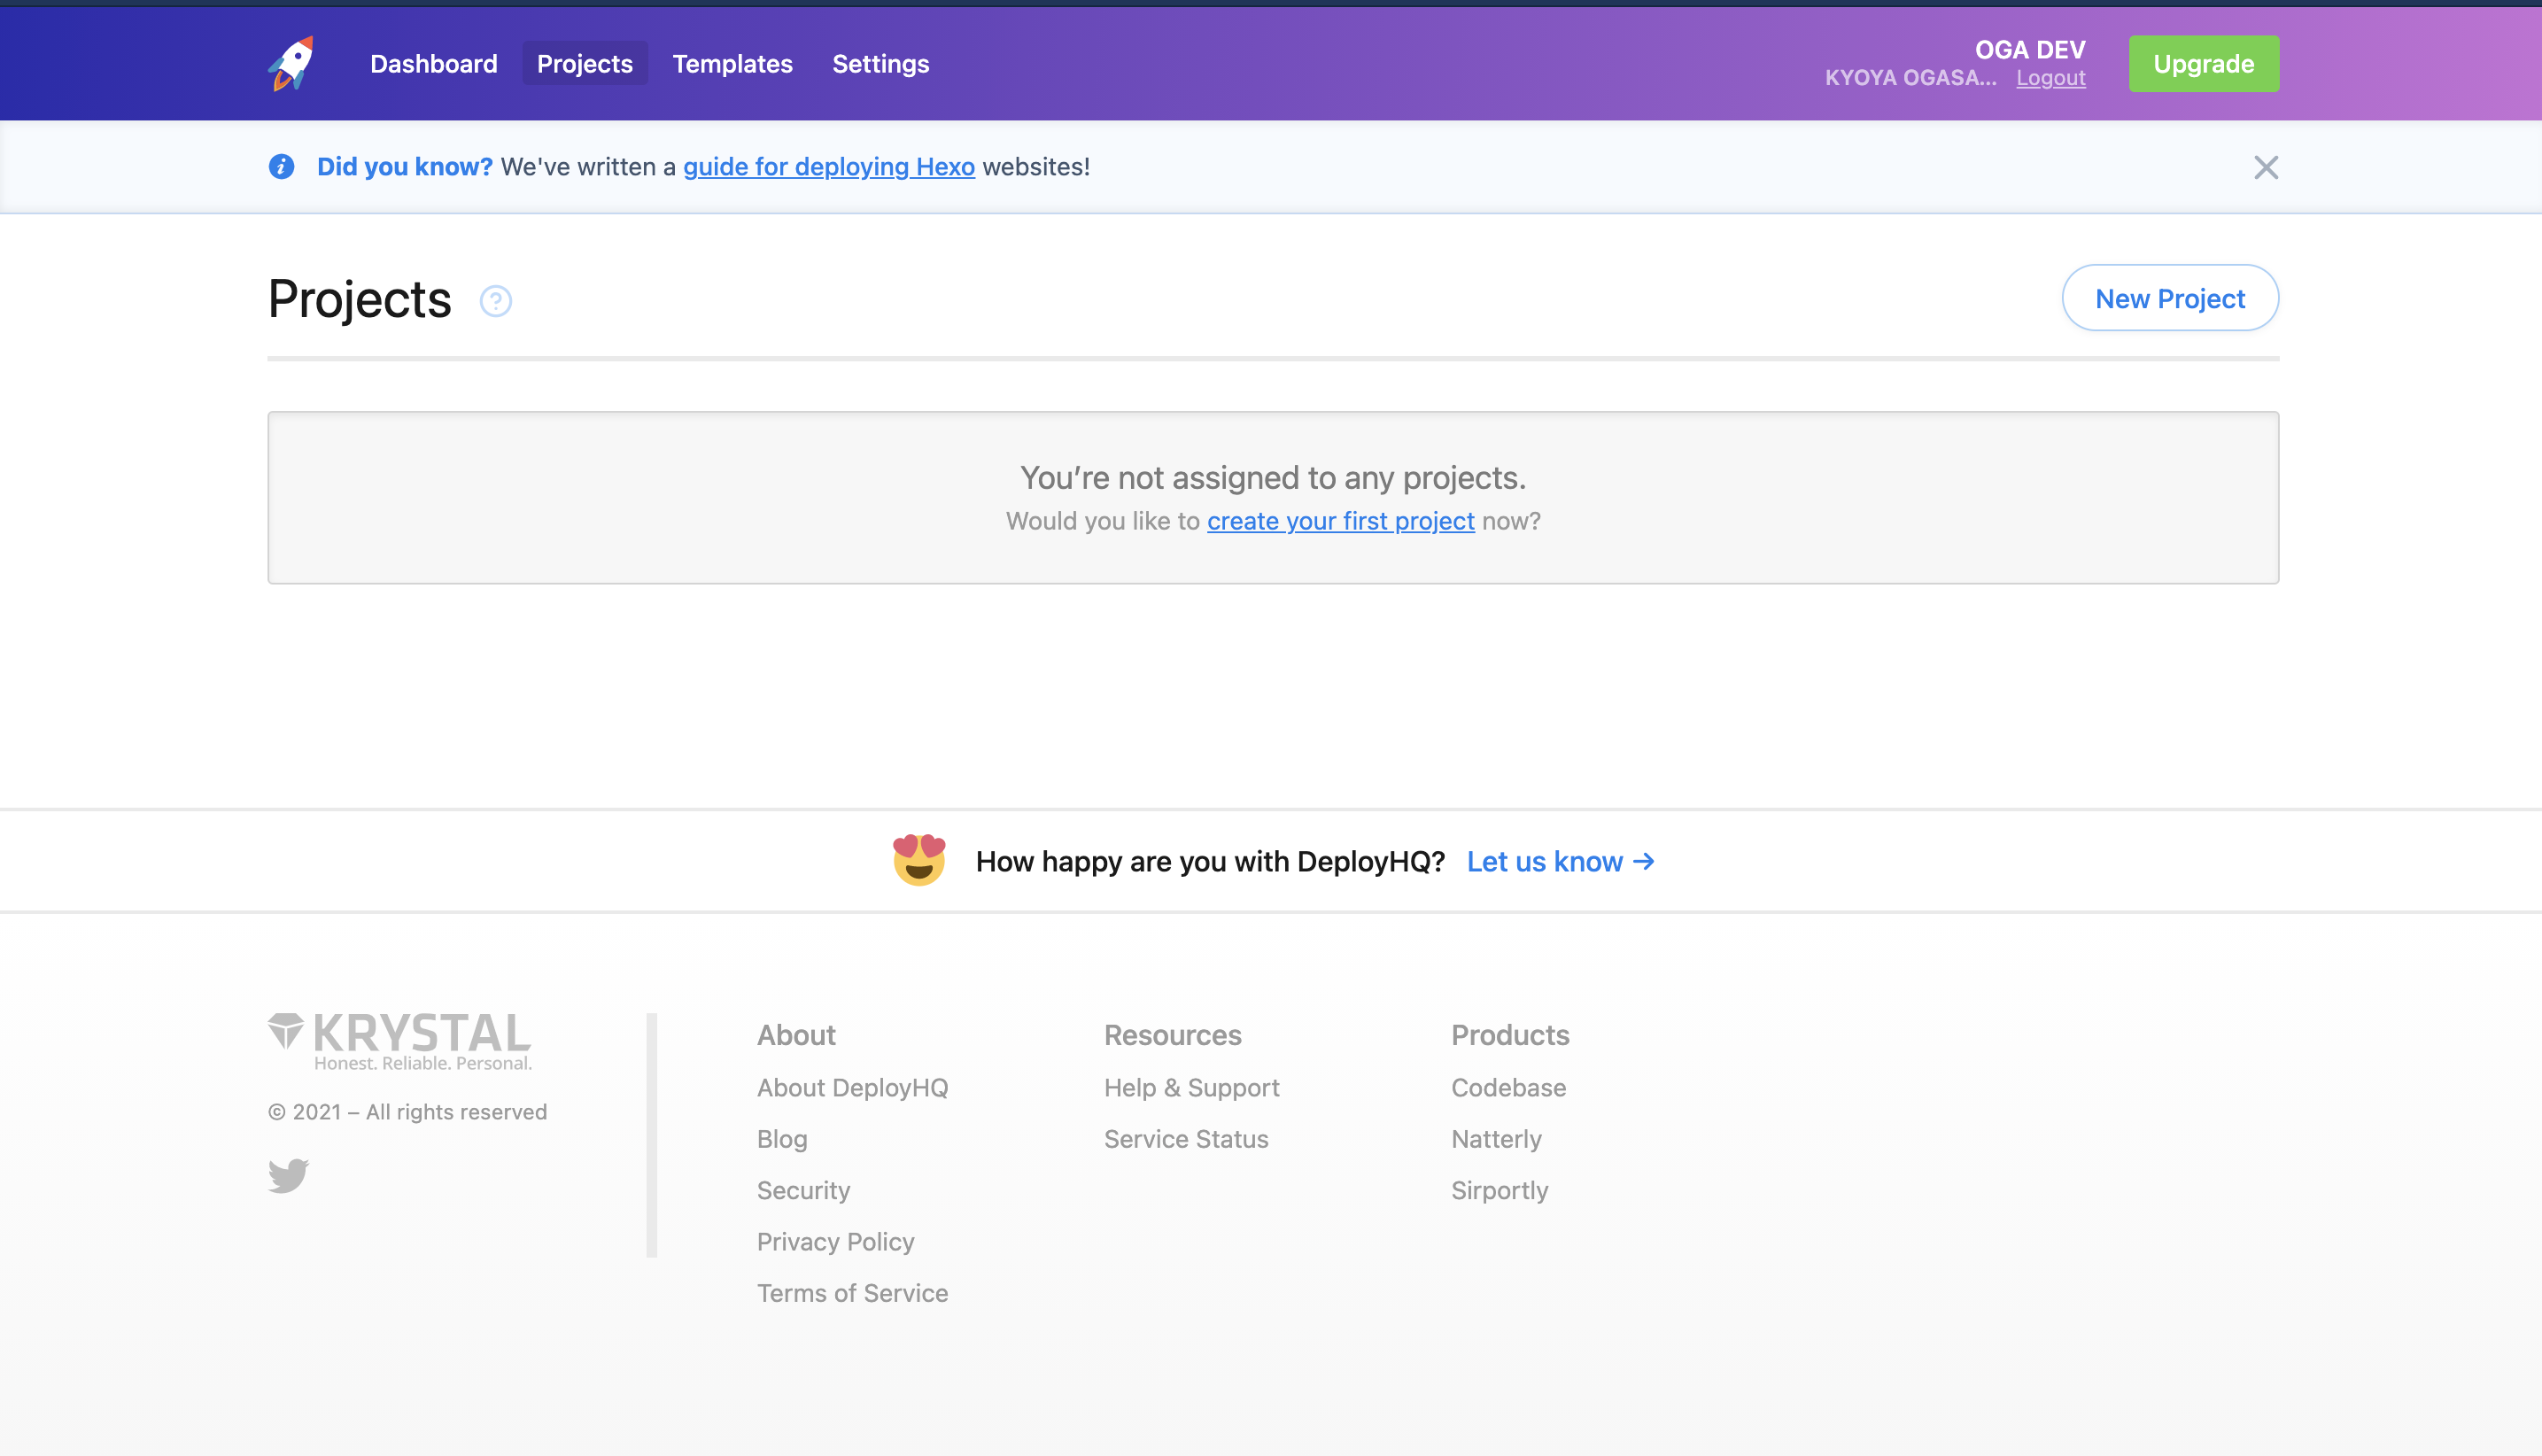 Dashboard Projects Templates Settings
OGA DEV
KYOYA OGASA... Logout
Upgrade
Did you know? We've written a guide for deploying Hexo websites!
Projects
New Project
You’re not assigned to any projects.
Would you like to create your first project now?
How happy are you with DeployHQ? Let us know →
KRYSTAL
Honest. Reliable. Personal.
© 2021 – All rights reserved
About
About DeployHQ
Blog
Security
Privacy Policy
Terms of Service
Resources
Help & Support
Service Status
Products
Codebase
Natterly
Sirportly